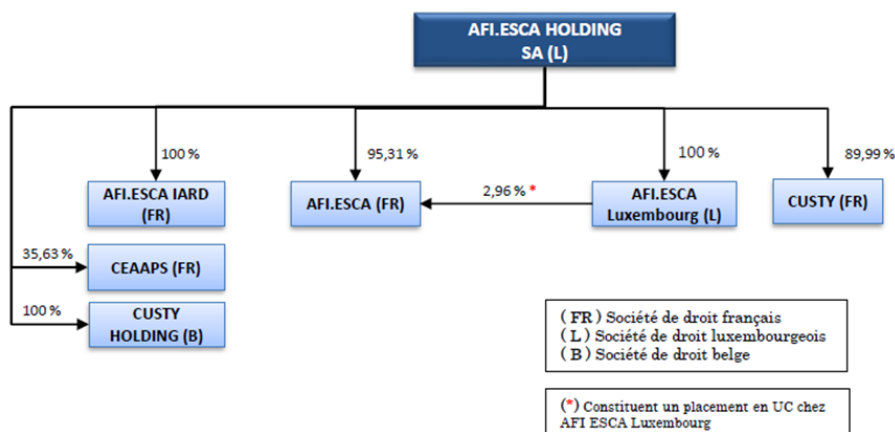 AFI.ESCA HOLDING
SA (L)
100 %
95,31 %
100 %
89,99 %
AFI.ESCA IARD
(FR)
AFI.ESCA (FR)
2,96 % *
AFI.ESCA
Luxembourg (L)
CUSTY (FR)
35,63 %
CEAAPS (FR)
100 %
CUSTY
HOLDING (B)
( FR) Société de droit français
( L ) Société de droit luxembourgeois
( B ) Société de droit belge
(*) Constituent un placement en UC chez
AFI ESCA Luxembourg